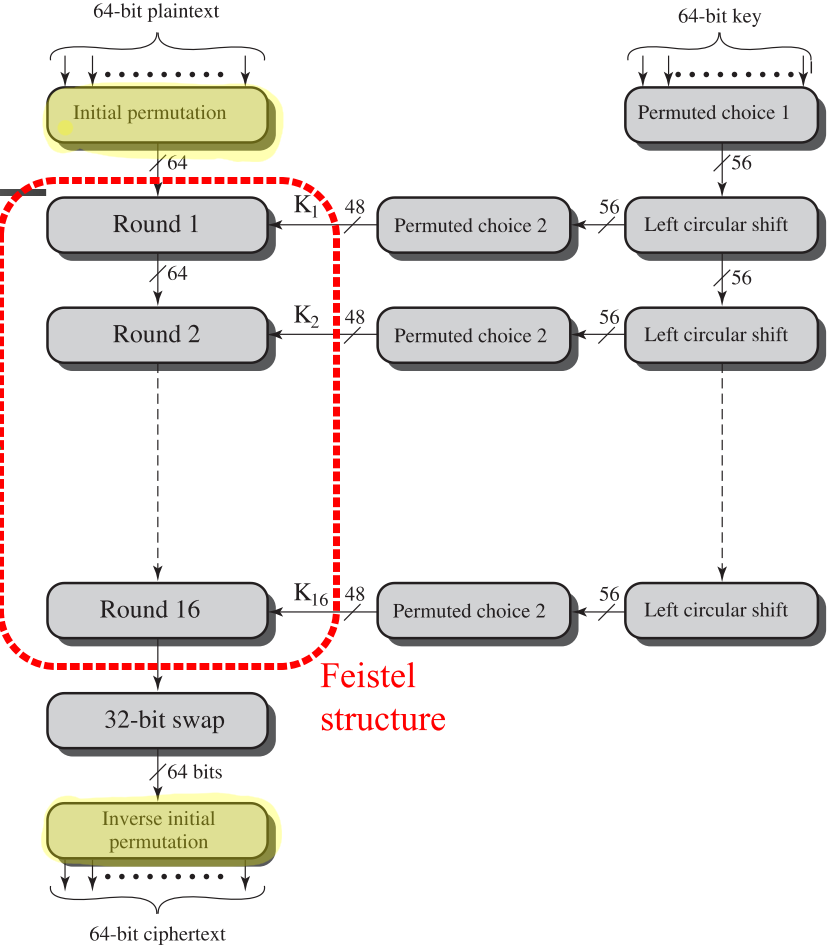 64-bit plaintext
64-bit key
Initial permutation
Permuted choice 1
64
56
Round 1
K1
48
Permuted choice 2
56
Left circular shift
64
56
Round 2
K2
48
Permuted choice 2
56
Left circular shift
Round 16
K16
48
Permuted choice 2
56
Left circular shift
Feistel
structure
32-bit swap
64 bits
Inverse initial
permutation
64-bit ciphertext